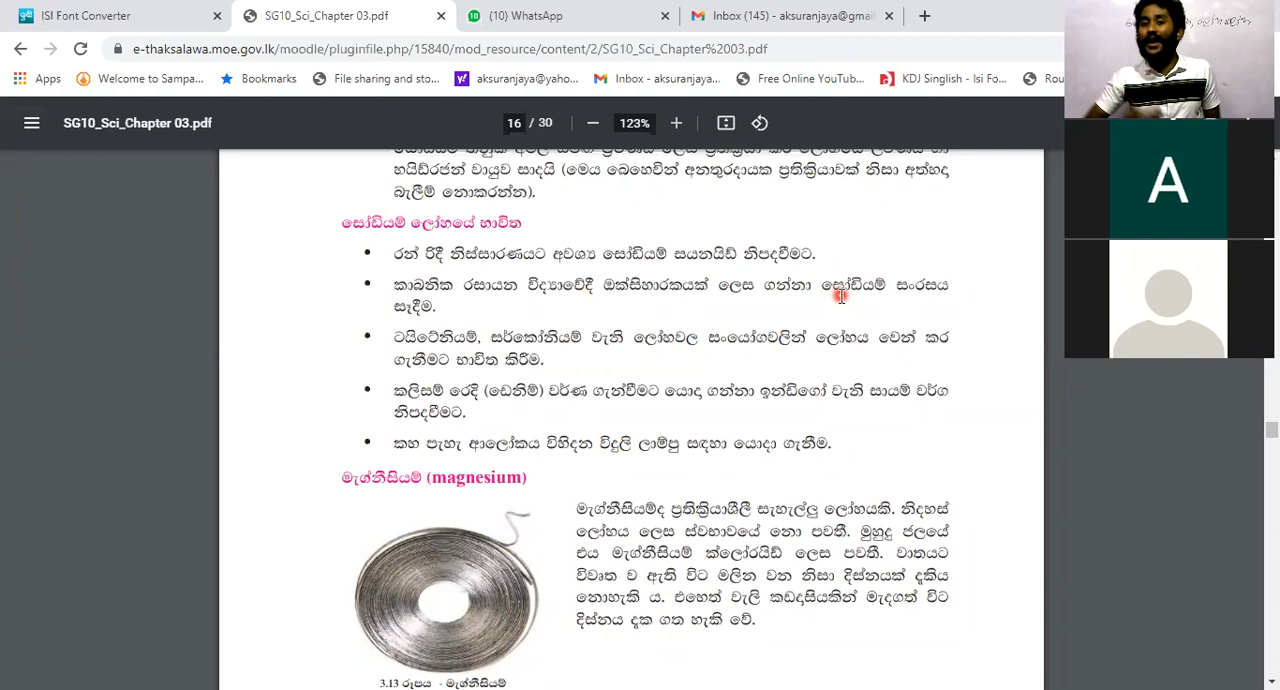 ISI Font Converter
SG10_Sci_Chapter 03.pdf
(10) WhatsApp
Inbox (145) - aksuranjaya@gmai
e-thaksalawa.moe.gov.lk/moodle/pluginfile.php/15840/mod_resource/content/2/SG10_Sci_Chapter%2003.pdf
Apps
Welcome to Sampa...
Bookmarks
File sharing and sto...
aksuranjaya@yaho...
Inbox - aksuranjaya...
Free Online YouTub...
KDJ Singlish - Isi Fo...
Rou
SG10_Sci_Chapter 03.pdf
16 / 30
123%
A
හයිඩ්‍රජන් වායුව සාදයි (මෙය බෙහෙවින් අනතුරදායක ප්‍රතික්‍රියාවක් නිසා අත්හදා
බැලීම් නොකරන්න).
සෝඩියම් ලෝහයේ භාවිත
• රන් රිදී නිස්සාරණයට අවශ්‍ය සෝඩියම් සයනයිඩ් නිපදවීමට.
• කාබනික රසායන විද්‍යාවේදී ඔක්සිහාරකයක් ලෙස ගන්නා සෝඩියම් සංරසය
සෑදීම.
• ටයිටේනියම්, සර්කෝනියම් වැනි ලෝහවල සංයෝගවලින් ලෝහය වෙන් කර
ගැනීමට භාවිත කිරීම.
• කලිසම් රෙදි (ඩෙනිම්) වර්ණ ගැන්වීමට යොදා ගන්නා ඉන්ඩිගෝ වැනි සායම් වර්ග
නිපදවීමට.
• කහ පැහැ ආලෝකය විහිදන විදුලි ලාම්පු සඳහා යොදා ගැනීම.
මැග්නීසියම් (magnesium)
මැග්නීසියම්ද ප්‍රතික්‍රියාශීලී සැහැල්ලු ලෝහයකි. නිදහස්
ලෝහය ලෙස ස්වභාවයේ නො පවතී. මුහුදු ජලයේ
එය මැග්නීසියම් ක්ලෝරයිඩ් ලෙස පවතී. වාතයට
විවෘත ව ඇති විට මලින වන නිසා දිස්නයක් දැකිය
නොහැකි ය. එහෙත් වැලි කඩදාසියකින් මැදගත් විට
දිස්නය දැක ගත හැකි වේ.
3.13 රූපය - මැග්නීසියම්